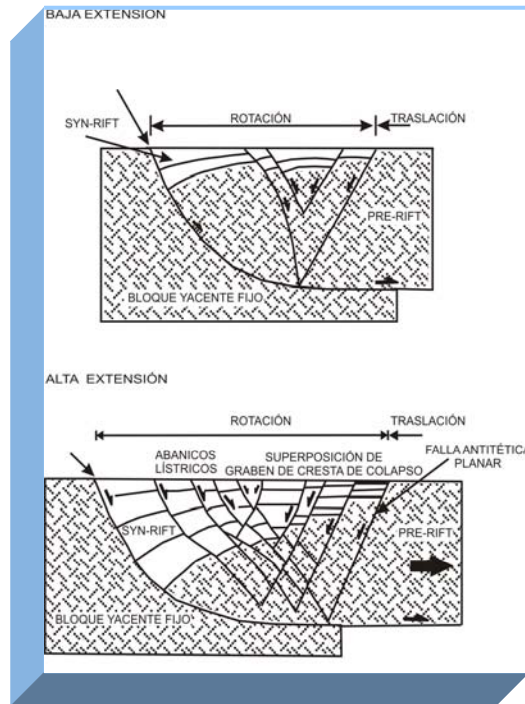 BAJA EXTENSION
ROTACIÓN
TRASLACIÓN
SYN-RIFT
PRE-RIFT
BLOQUE YACENTE FIJO
ALTA EXTENSIÓN
ROTACIÓN
TRASLACIÓN
ABANICOS
LÍSTRICOS
SUPERPOSICIÓN DE
GRABEN DE CRESTA DE COLAPSO
FALLA ANTITÉTICA
PLANAR
SYN-RIFT
PRE-RIFT
BLOQUE YACENTE FIJO